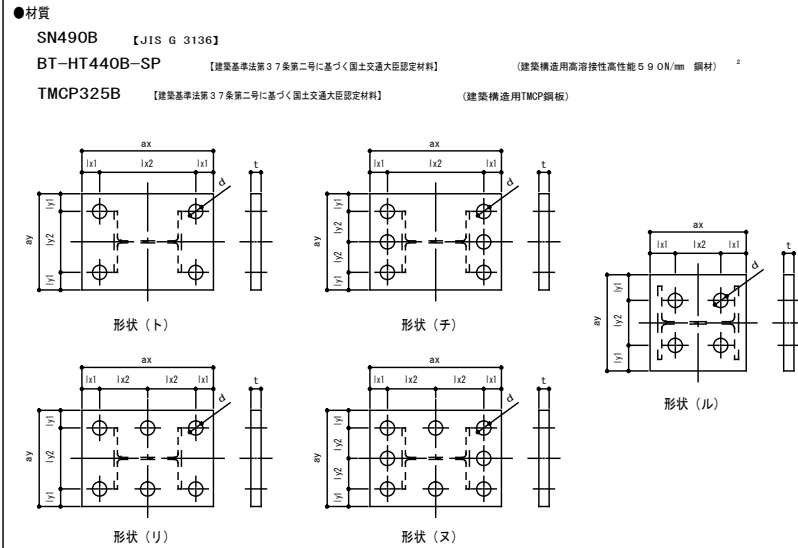 ●材質
SN490B 【JIS G 3136】
BT-HT440B-SP 【建築基準法第37条第二号に基づく国土交通大臣認定材料】 (建築構造用高溶接性高性能590N/mm 鋼材) 2
TMCP325B 【建築基準法第37条第二号に基づく国土交通大臣認定材料】 (建築構造用TMCP鋼板)
ax
lx1 lx2 lx1 t
d
ly1
ay ly2
ly1
形状（ト）
ax
lx1 lx2 lx1 t
d
ly1
ly2
ay
ly2
ly1
形状（チ）
ax
lx1 lx2 lx1 t
d
ly1
ay ly2
ly1
形状（ル）
ax
lx1 lx2 lx2 lx1 t
d
ly1
ay ly2
ly1
形状（リ）
ax
lx1 lx2 lx2 lx1 t
d
ly1
ly2
ay
ly2
ly1
形状（ヌ）